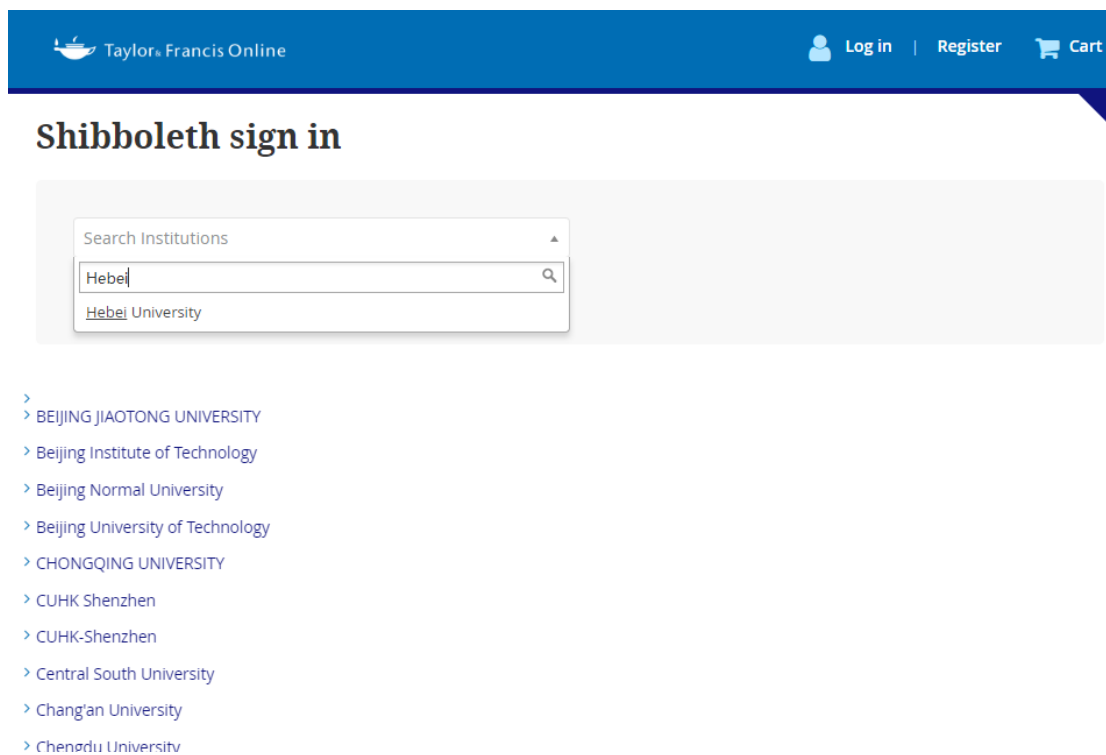 Taylor & Francis Online
Log in | Register Cart
Shibboleth sign in
Search Institutions
Hebei
Hebei University
BEIJING JIAOTONG UNIVERSITY
Beijing Institute of Technology
Beijing Normal University
Beijing University of Technology
CHONGQING UNIVERSITY
CUHK Shenzhen
CUHK-Shenzhen
Central South University
Chang'an University
Chengdu University